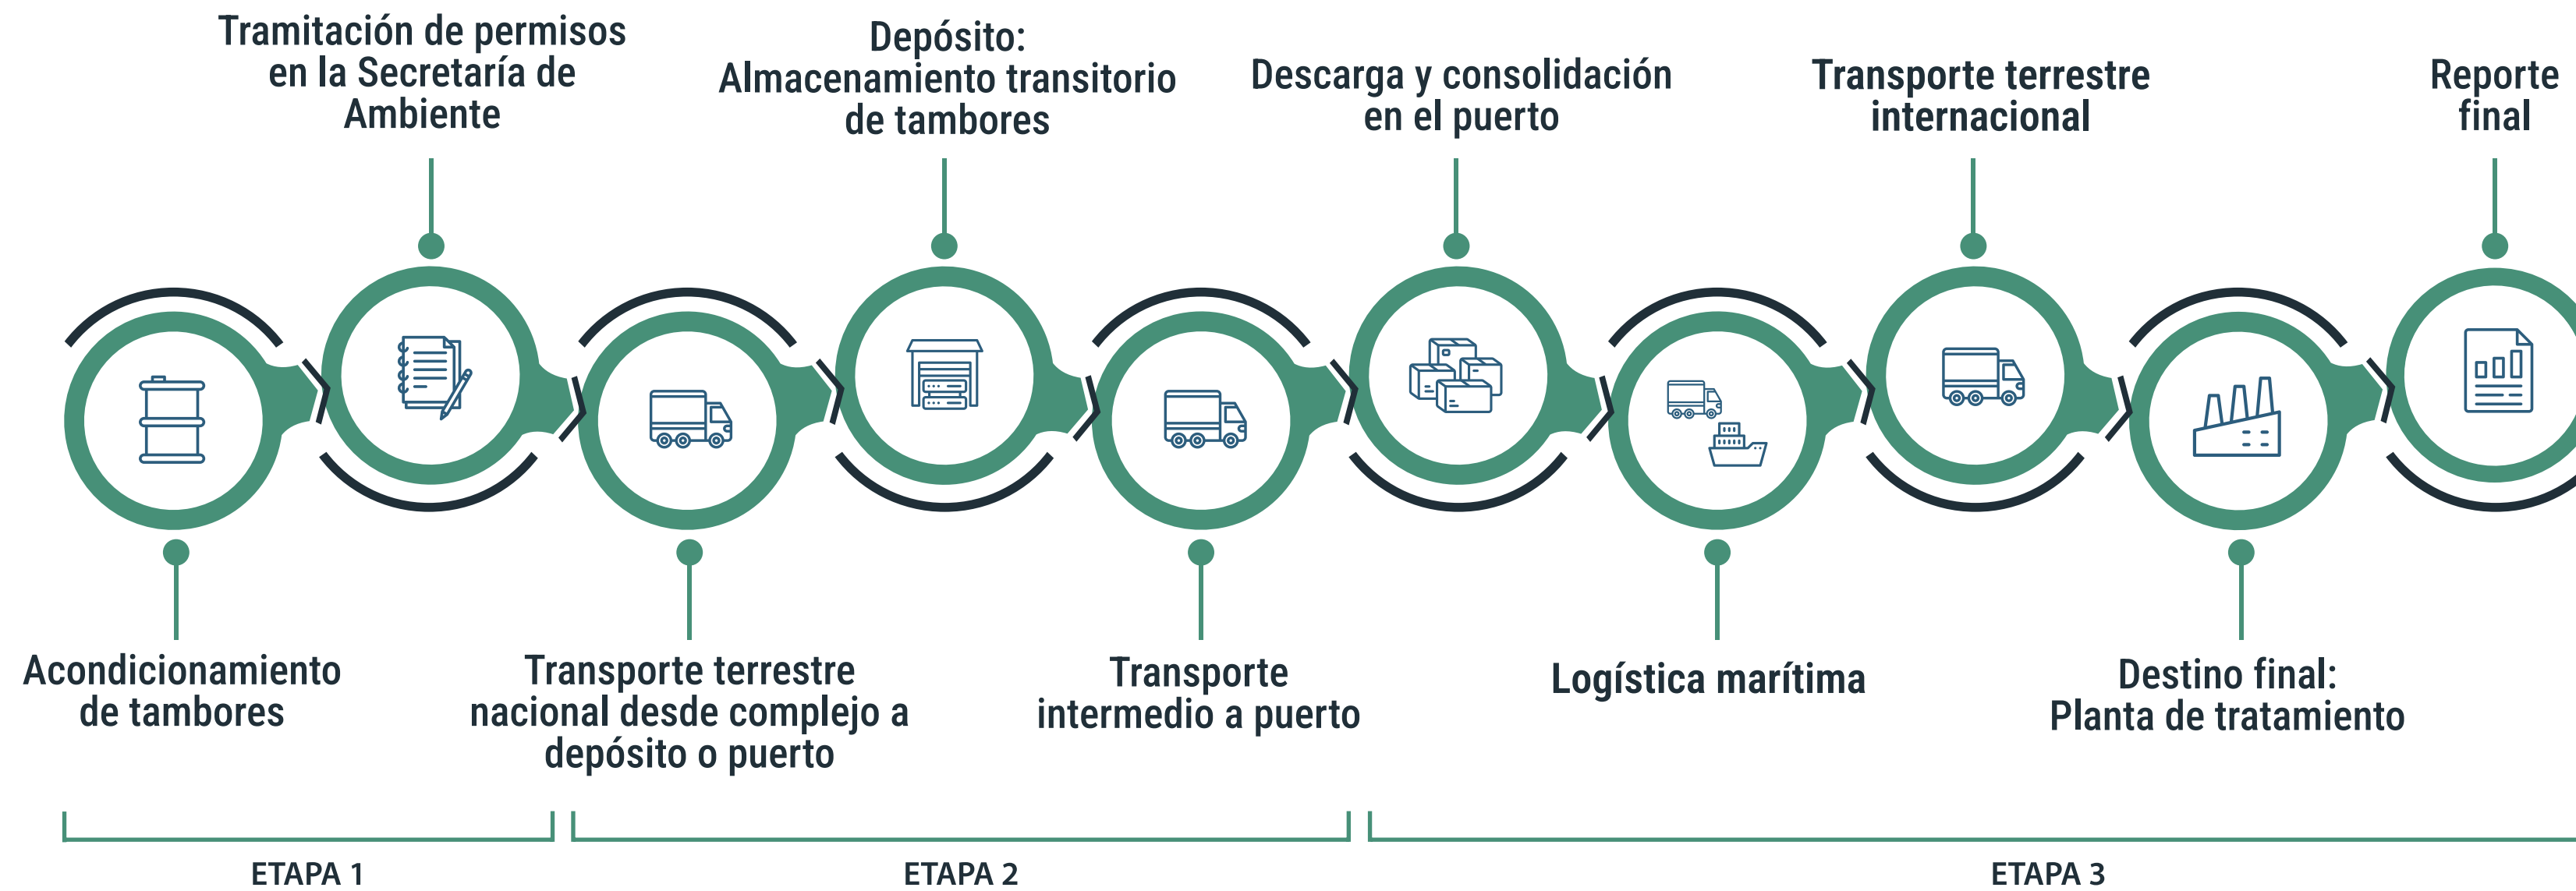 Tramitación de permisos
en la Secretaría de
Ambiente
Depósito:
Almacenamiento transitorio
de tambores
Descarga y consolidación
en el puerto
Transporte terrestre
internacional
Reporte
final
Acondicionamiento
de tambores
Transporte terrestre
nacional desde complejo a
depósito o puerto
Transporte
intermedio a puerto
Logística marítima
Destino final:
Planta de tratamiento
ETAPA 1
ETAPA 2
ETAPA 3